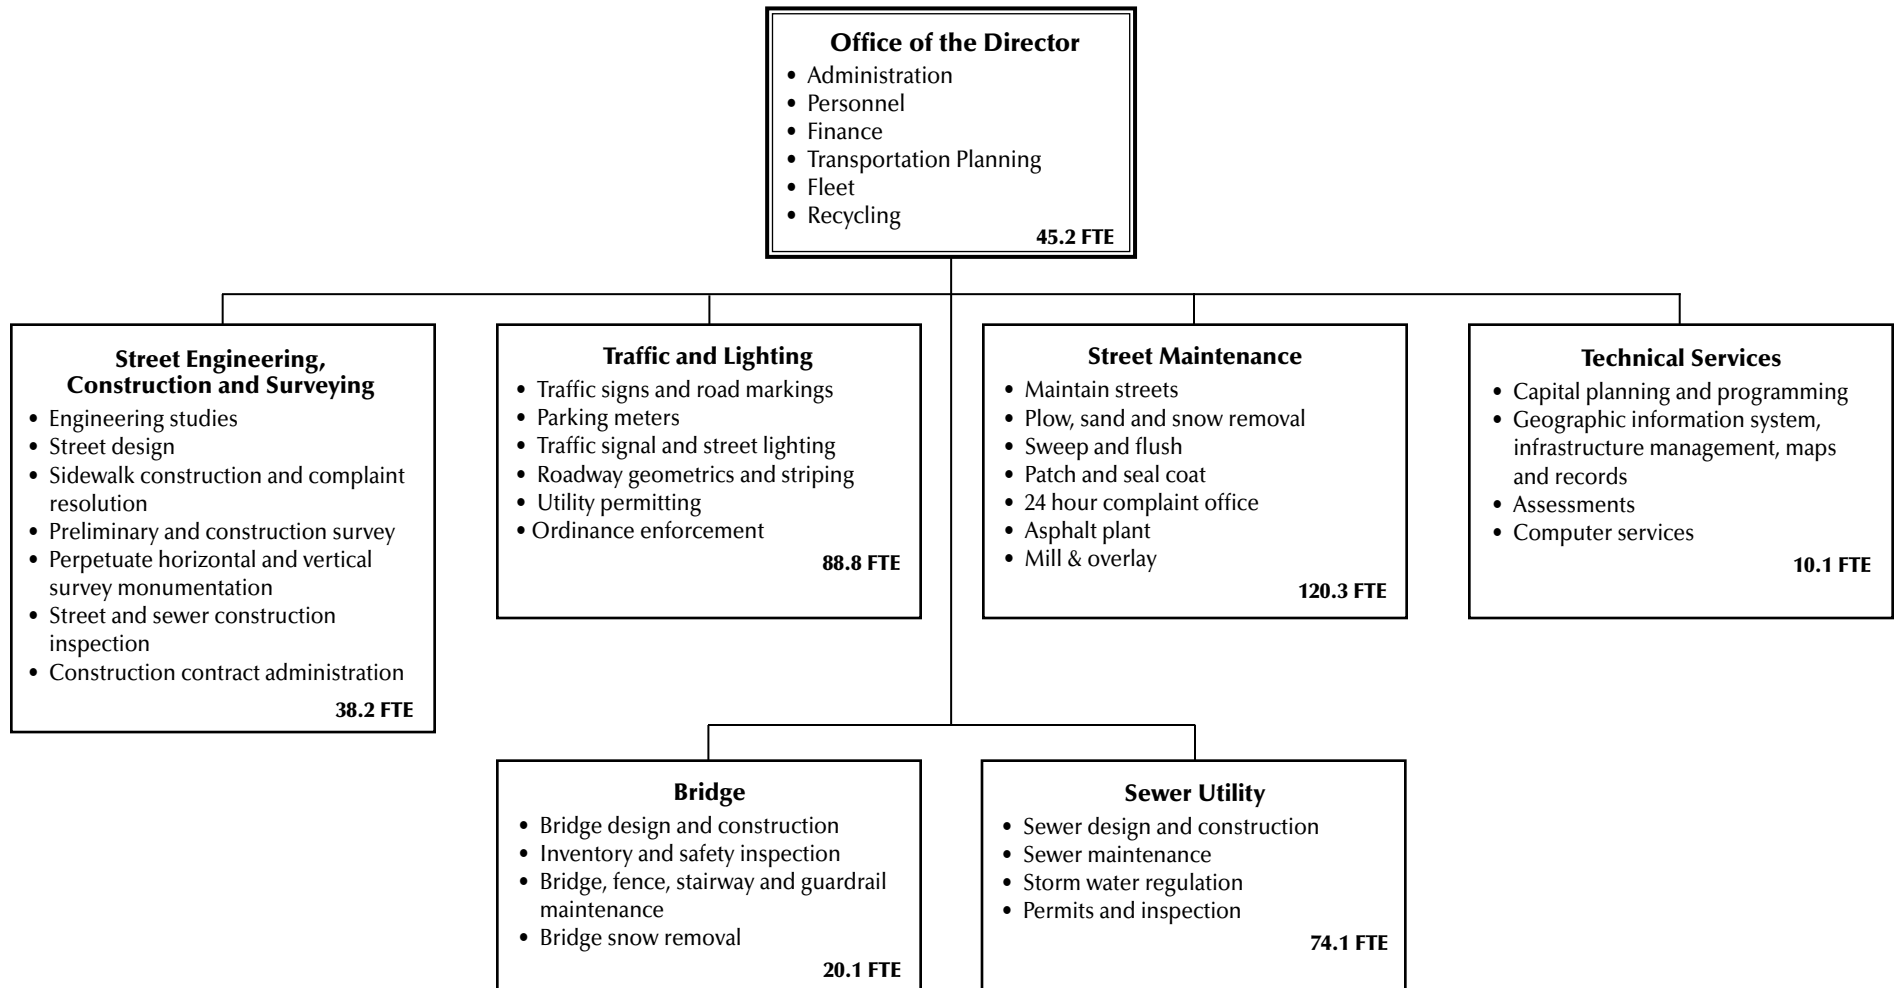 Office of the Director
• Administration
• Personnel
• Finance
• Transportation Planning
• Fleet
• Recycling
45.2 FTE
Street Engineering,
Construction and Surveying
• Engineering studies
• Street design
• Sidewalk construction and complaint
resolution
• Preliminary and construction survey
• Perpetuate horizontal and vertical
survey monumentation
• Street and sewer construction
inspection
• Construction contract administration
38.2 FTE
Traffic and Lighting
• Traffic signs and road markings
• Parking meters
• Traffic signal and street lighting
• Roadway geometrics and striping
• Utility permitting
• Ordinance enforcement
88.8 FTE
Street Maintenance
• Maintain streets
• Plow, sand and snow removal
• Sweep and flush
• Patch and seal coat
• 24 hour complaint office
• Asphalt plant
• Mill & overlay
120.3 FTE
Technical Services
• Capital planning and programming
• Geographic information system,
infrastructure management, maps
and records
• Assessments
• Computer services
10.1 FTE
Bridge
• Bridge design and construction
• Inventory and safety inspection
• Bridge, fence, stairway and guardrail
maintenance
• Bridge snow removal
20.1 FTE
Sewer Utility
• Sewer design and construction
• Sewer maintenance
• Storm water regulation
• Permits and inspection
74.1 FTE